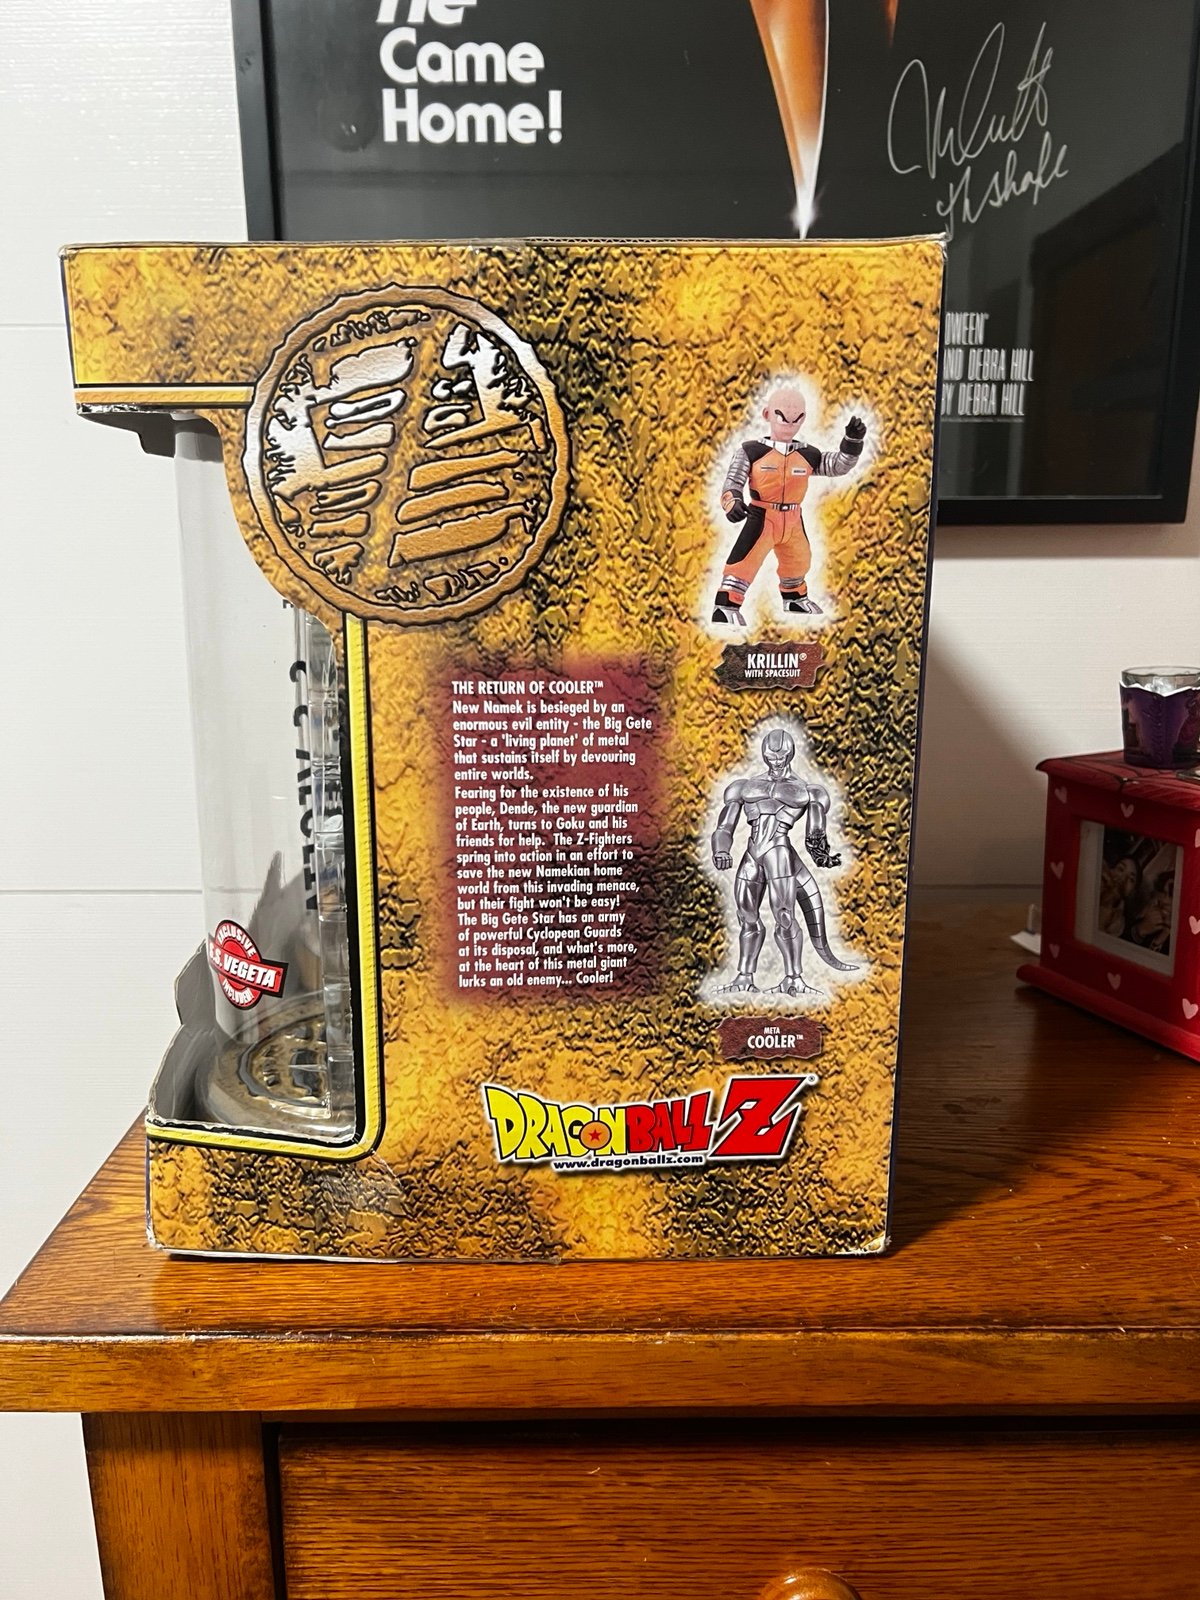 He
Came
Home!
OWEEN"
ND DEBRA HILL
BY DEBRA HILL
THE RETURN OF COOLER™
New Namek is besieged by an
enormous evil entity - the Big Gete
Star - a 'living planet' of metal
that sustains itself by devouring
entire worlds.
Fearing for the existence of his
people, Dende, the new guardian
of Earth, turns to Goku and his
friends for help. The Z-Fighters
spring into action in an effort to
save the new Namekian home
world from this invading menace,
but their fight won't be easy!
The Big Gete Star has an army
of powerful Cyclopean Guards
at its disposal, and what's more,
at the heart of this metal giant
lurks an old enemy... Cooler!
KRILLIN
KRILLIN®
WITH SPACESUIT
META
COOLER™
EXCLUSIVE
S.S. VEGETA
INCLUDED
DRAGONBALL Z®
www.dragonballz.com